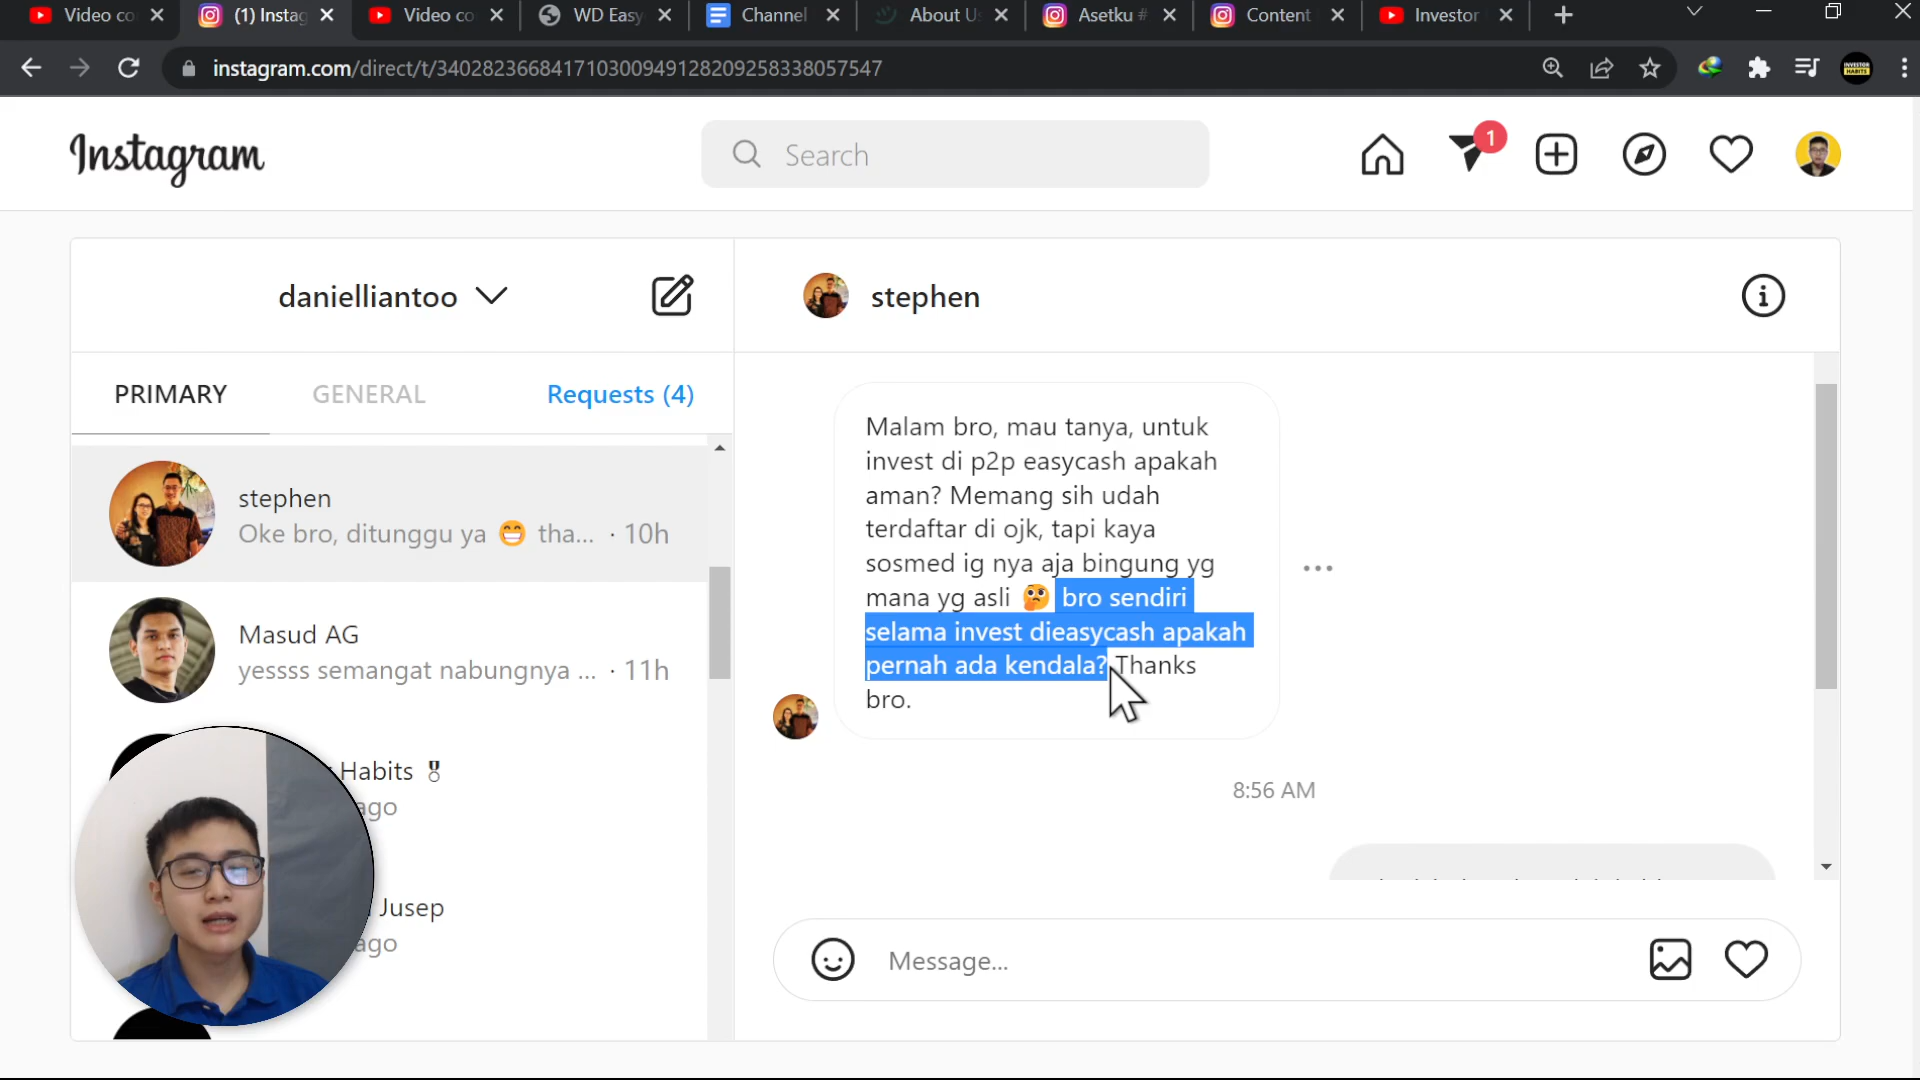 Video co
(1) Instag
Video co
WD Easy
Channel
About U
Asetku #
Content
Investor
instagram.com/direct/t/340282366841710300949128209258338057547
INVESTOR
HABITS
Instagram
Search
1
danielliantoo
stephen
PRIMARY
GENERAL
Requests (4)
stephen
Oke bro, ditunggu ya 😁 tha... · 10h
Masud AG
yessss semangat nabungnya ... · 11h
Habits 🎖
ago
Jusep
ago
Malam bro, mau tanya, untuk
invest di p2p easycash apakah
aman? Memang sih udah
terdaftar di ojk, tapi kaya
sosmed ig nya aja bingung yg
mana yg asli 🤔 bro sendiri
selama invest dieasycash apakah
pernah ada kendala? Thanks
bro.
8:56 AM
Message...